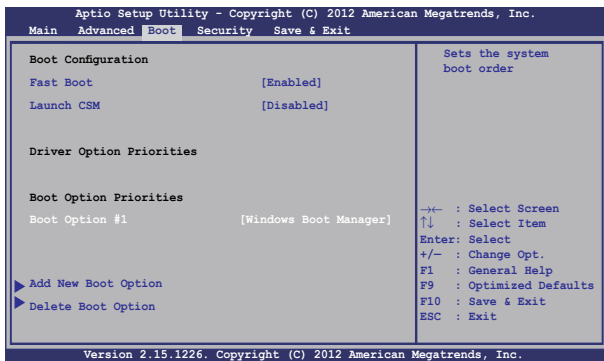 Aptio Setup Utility - Copyright (C) 2012 American Megatrends, Inc.
Main Advanced Boot Security Save & Exit
Boot Configuration
Fast Boot [Enabled]
Launch CSM [Disabled]
Driver Option Priorities
Boot Option Priorities
Boot Option #1 [Windows Boot Manager]
Add New Boot Option
Delete Boot Option
Sets the system
boot order
→← : Select Screen
↑↓ : Select Item
Enter: Select
+/— : Change Opt.
F1 : General Help
F9 : Optimized Defaults
F10 : Save & Exit
ESC : Exit
Version 2.15.1226. Copyright (C) 2012 American Megatrends, Inc.